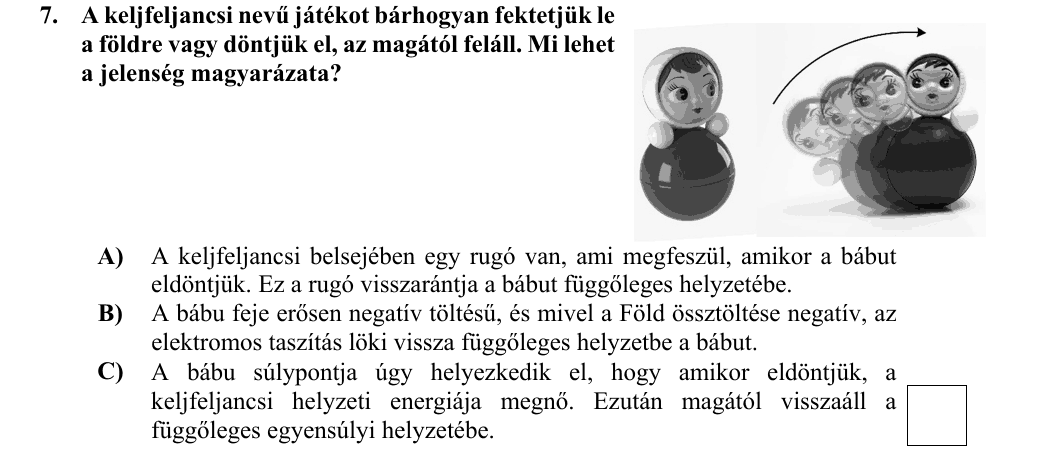 7. A keljfeljancsi nevű játékot bárhogyan fektetjük le
a földre vagy döntjük el, az magától feláll. Mi lehet
a jelenség magyarázata?
A) A keljfeljancsi belsejében egy rugó van, ami megfeszül, amikor a bábut
eldöntjük. Ez a rugó visszarántja a bábut függőleges helyzetébe.
B) A bábu feje erősen negatív töltésű, és mivel a Föld össztöltése negatív, az
elektromos taszítás löki vissza függőleges helyzetbe a bábut.
C) A bábu súlypontja úgy helyezkedik el, hogy amikor eldöntjük, a
keljfeljancsi helyzeti energiája megnő. Ezután magától visszaáll a
függőleges egyensúlyi helyzetébe.